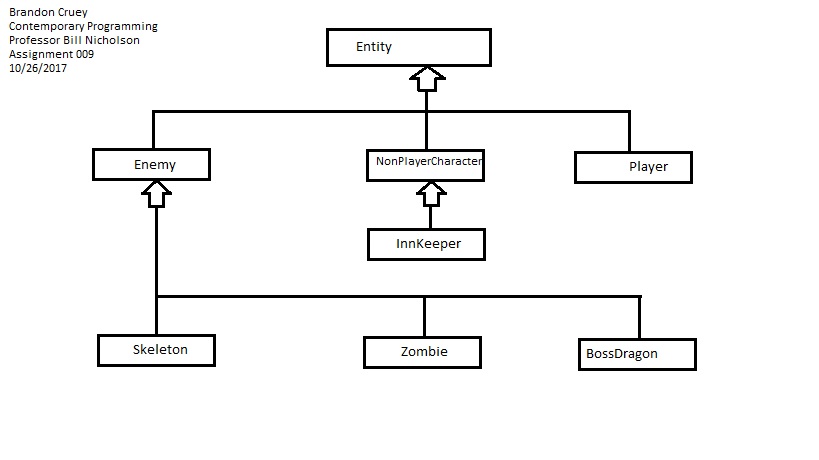 Brandon Cruey
Contemporary Programming
Professor Bill Nicholson
Assignment 009
10/26/2017
Entity
Enemy
NonPlayerCharacter
Player
InnKeeper
Skeleton
Zombie
BossDragon